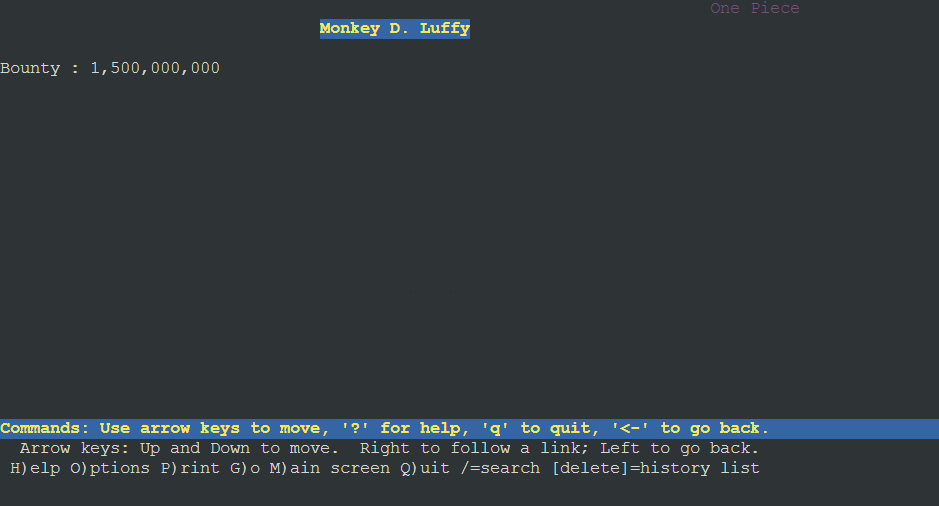 One Piece
Monkey D. Luffy
Bounty : 1,500,000,000
Commands: Use arrow keys to move, '?' for help, 'q' to quit, '<-' to go back.
Arrow keys: Up and Down to move.  Right to follow a link; Left to go back.
H)elp O)ptions P)rint G)o M)ain screen Q)uit /=search [delete]=history list